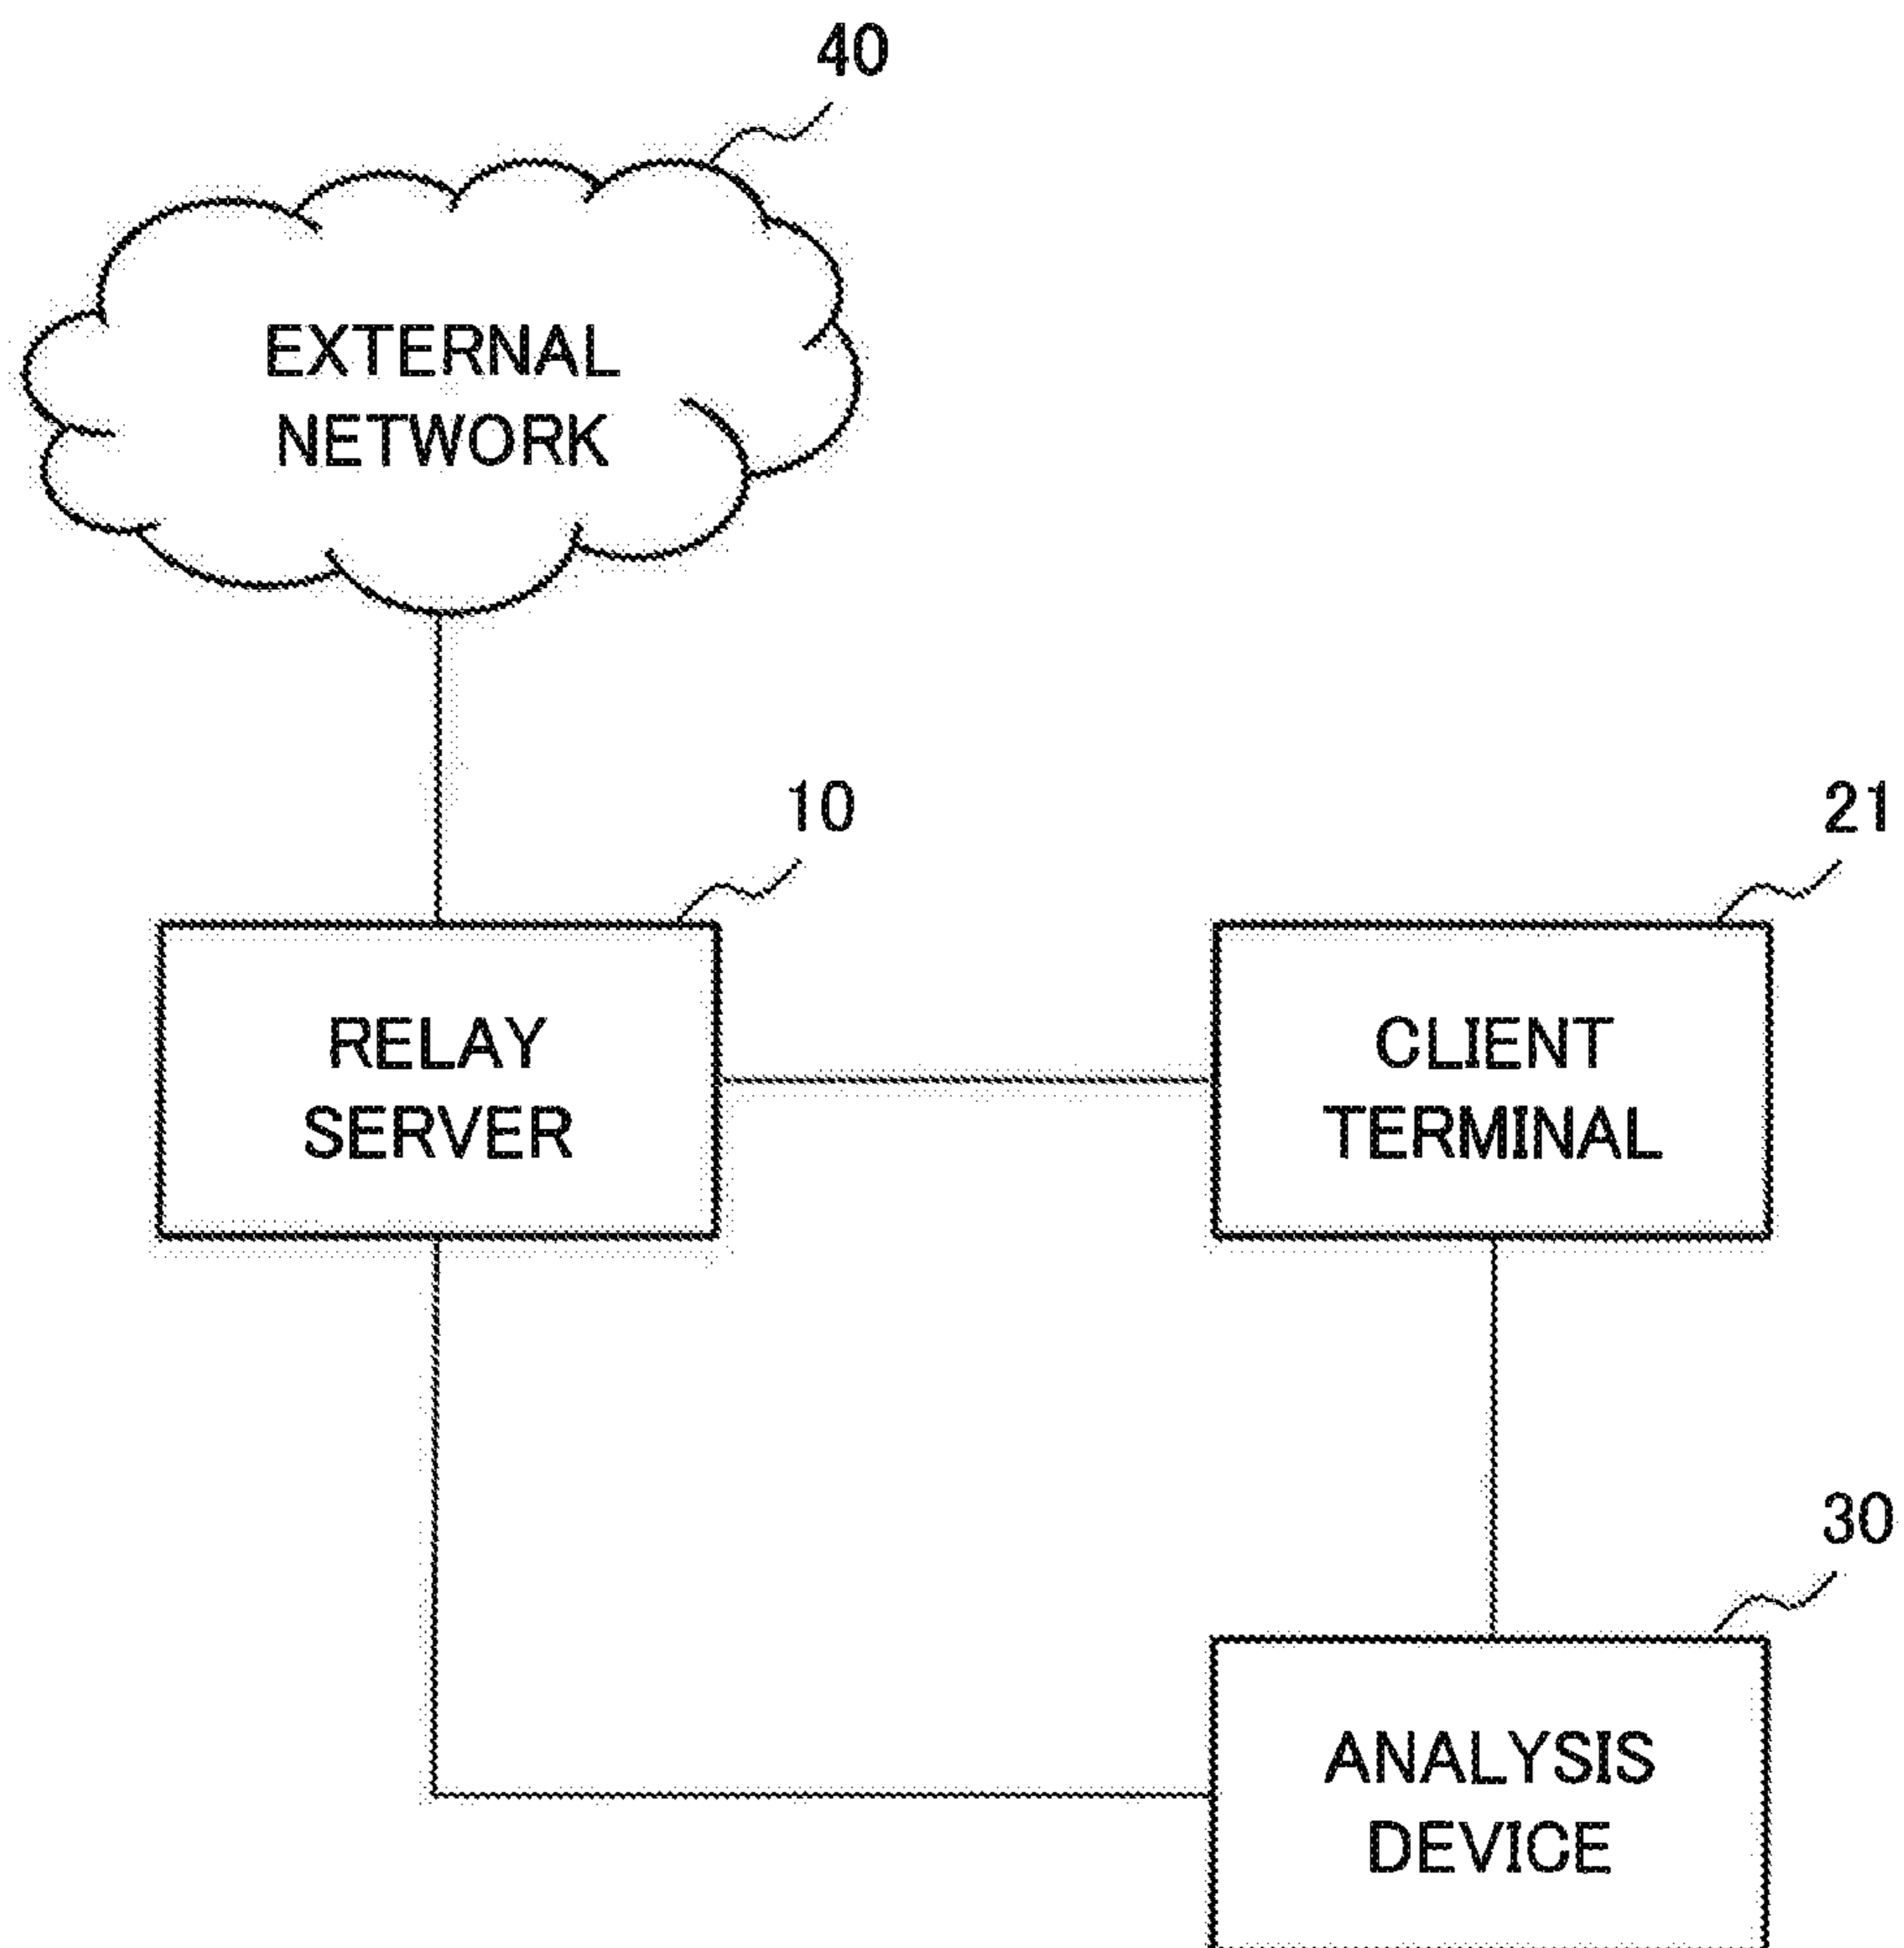 40
EXTERNAL
NETWORK
10
21
RELAY
SERVER
CLIENT
TERMINAL
30
ANALYSIS
DEVICE